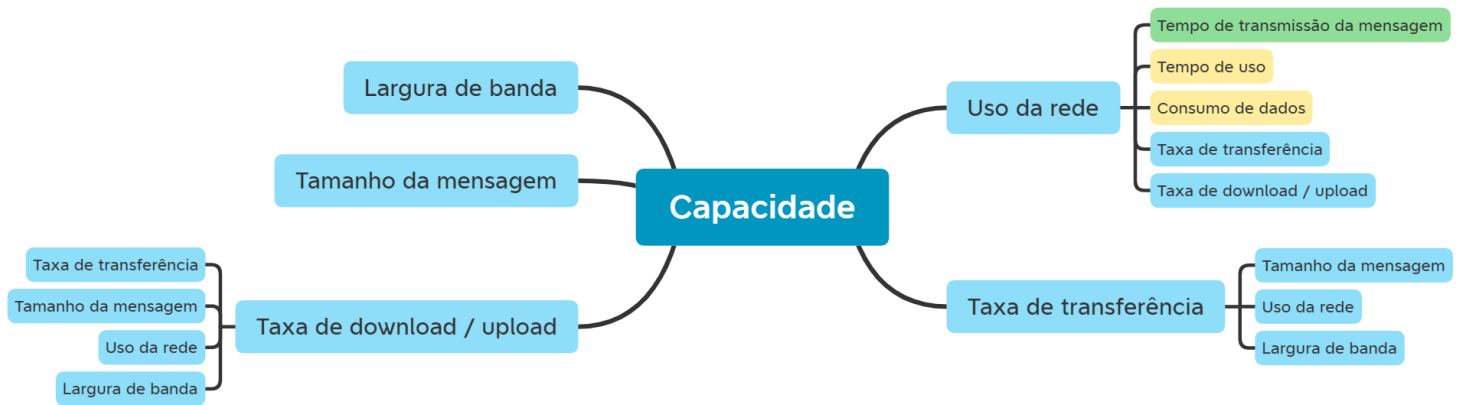 Capacidade
Largura de banda
Tamanho da mensagem
Taxa de download / upload
Taxa de transferência
Tamanho da mensagem
Uso da rede
Largura de banda
Uso da rede
Tempo de transmissão da mensagem
Tempo de uso
Consumo de dados
Taxa de transferência
Taxa de download / upload
Taxa de transferência
Tamanho da mensagem
Uso da rede
Largura de banda